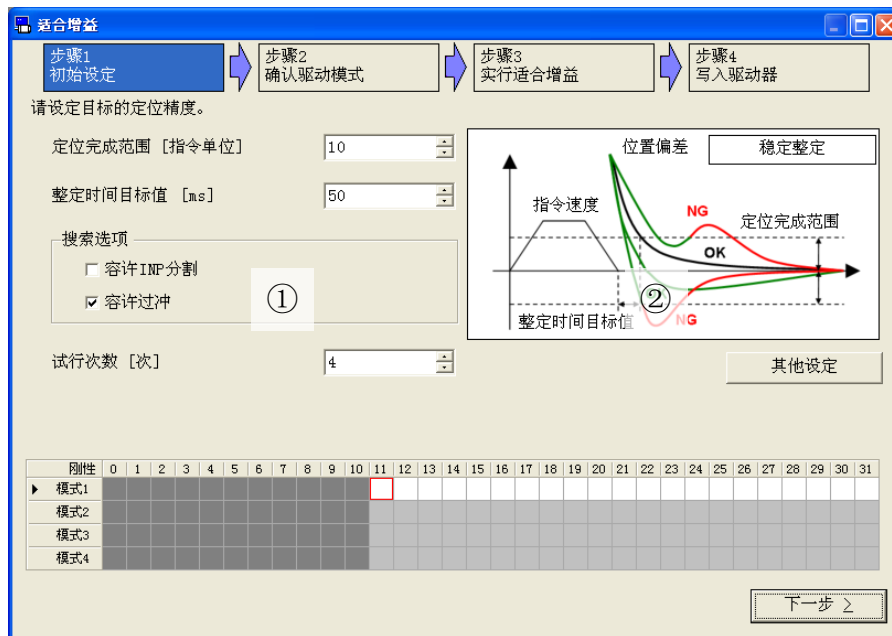 适合增益
步骤1
初始设定
步骤2
确认驱动模式
步骤3
实行适合增益
步骤4
写入驱动器
请设定目标的定位精度。
定位完成范围 [指令单位]
10
整定时间目标值 [ms]
50
搜索选项
容许INP分割
容许过冲
①
试行次数 [次]
4
位置偏差
稳定整定
指令速度
NG
定位完成范围
OK
②
整定时间目标值
NG
其他设定
刚性 0 1 2 3 4 5 6 7 8 9 10 11 12 13 14 15 16 17 18 19 20 21 22 23 24 25 26 27 28 29 30 31
模式1
模式2
模式3
模式4
下一步 ≥